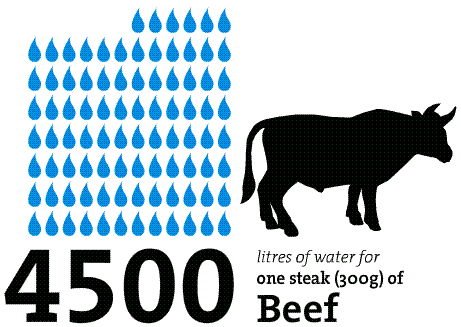 4500
litres of water for
one steak (300g) of
Beef